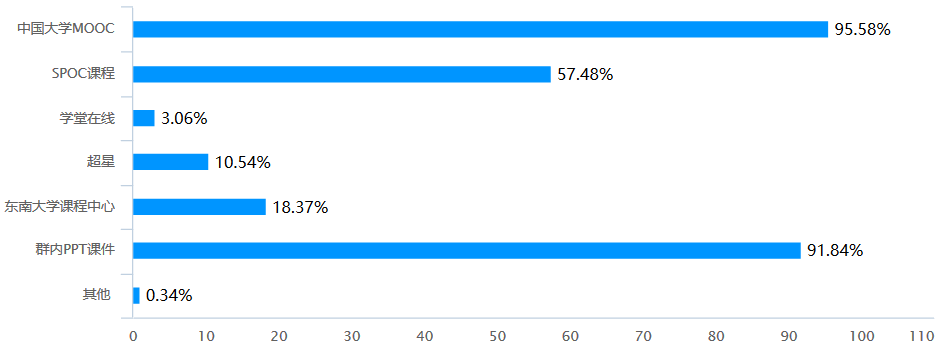 中国大学MOOC 95.58%
SPOC课程 57.48%
学堂在线 3.06%
超星 10.54%
东南大学课程中心 18.37%
群内PPT课件 91.84%
其他 0.34%
0 10 20 30 40 50 60 70 80 90 100 110